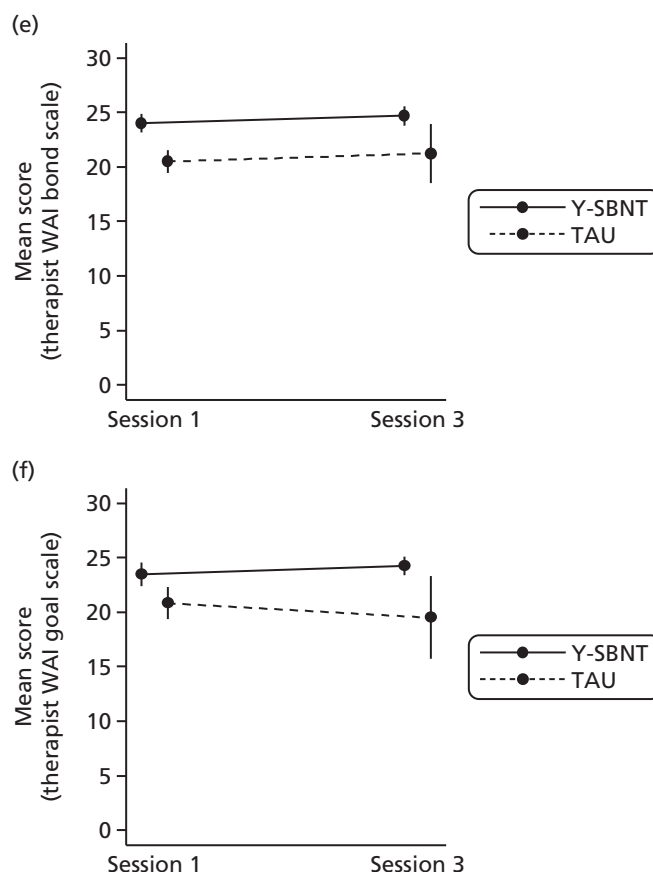 (e)
30
25
20
15
10
5
0
Mean score
(therapist WAI bond scale)
Session 1
Session 3
Y-SBNT
TAU
(f)
30
25
20
15
10
5
0
Mean score
(therapist WAI goal scale)
Session 1
Session 3
Y-SBNT
TAU